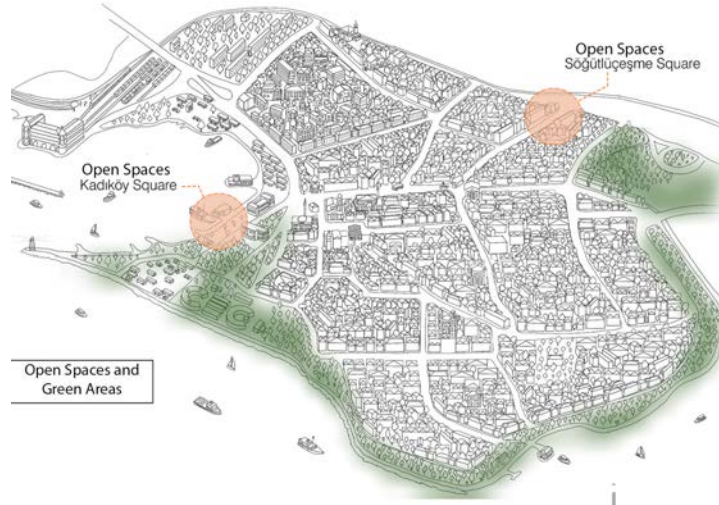 Open Spaces
Söğütlüçeşme Square
Open Spaces
Kadıköy Square
Open Spaces and
Green Areas